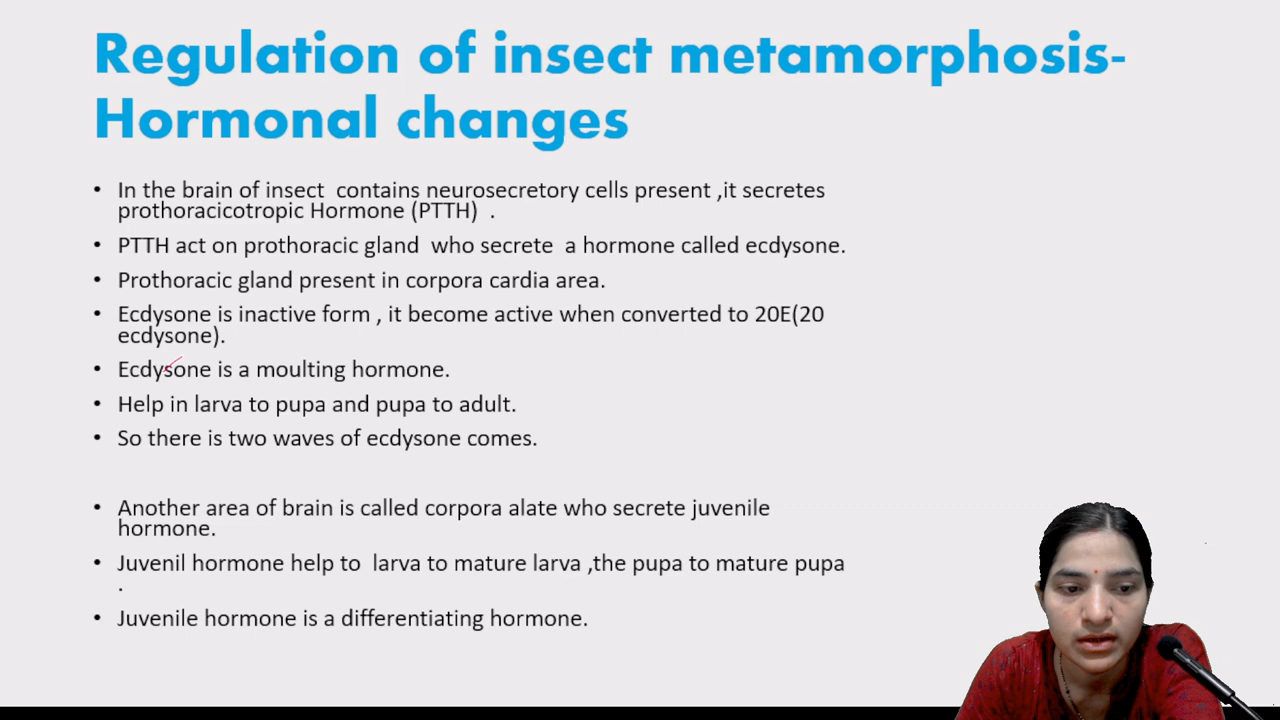 Regulation of insect metamorphosis-
Hormonal changes
• In the brain of insect contains neurosecretory cells present ,it secretes
prothoracicotropic Hormone (PTTH) .
• PTTH act on prothoracic gland who secrete a hormone called ecdysone.
• Prothoracic gland present in corpora cardia area.
• Ecdysone is inactive form , it become active when converted to 20E(20
ecdysone).
• Ecdysone is a moulting hormone.
• Help in larva to pupa and pupa to adult.
• So there is two waves of ecdysone comes.
• Another area of brain is called corpora alate who secrete juvenile
hormone.
• Juvenil hormone help to larva to mature larva ,the pupa to mature pupa
.
• Juvenile hormone is a differentiating hormone.